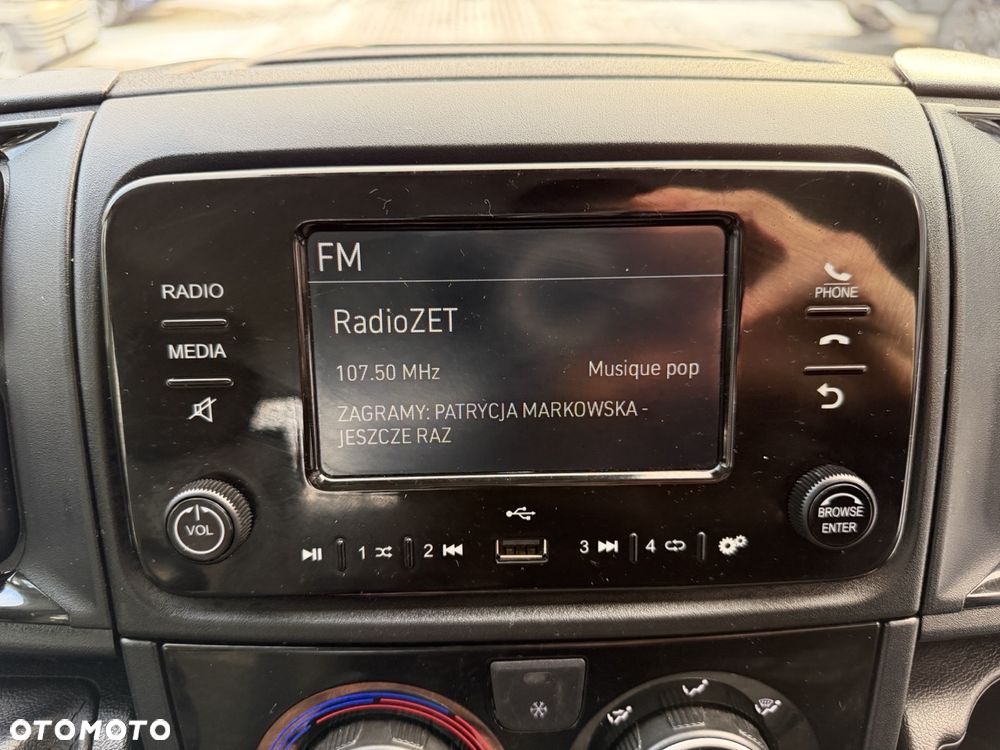 FM
RadioZET
107.50 MHz
Musique pop
ZAGRAMY: PATRYCJA MARKOWSKA -
JESZCZE RAZ
RADIO
MEDIA
PHONE
VOL
BROWSE
ENTER
1
2
3
4
OTOMOTO